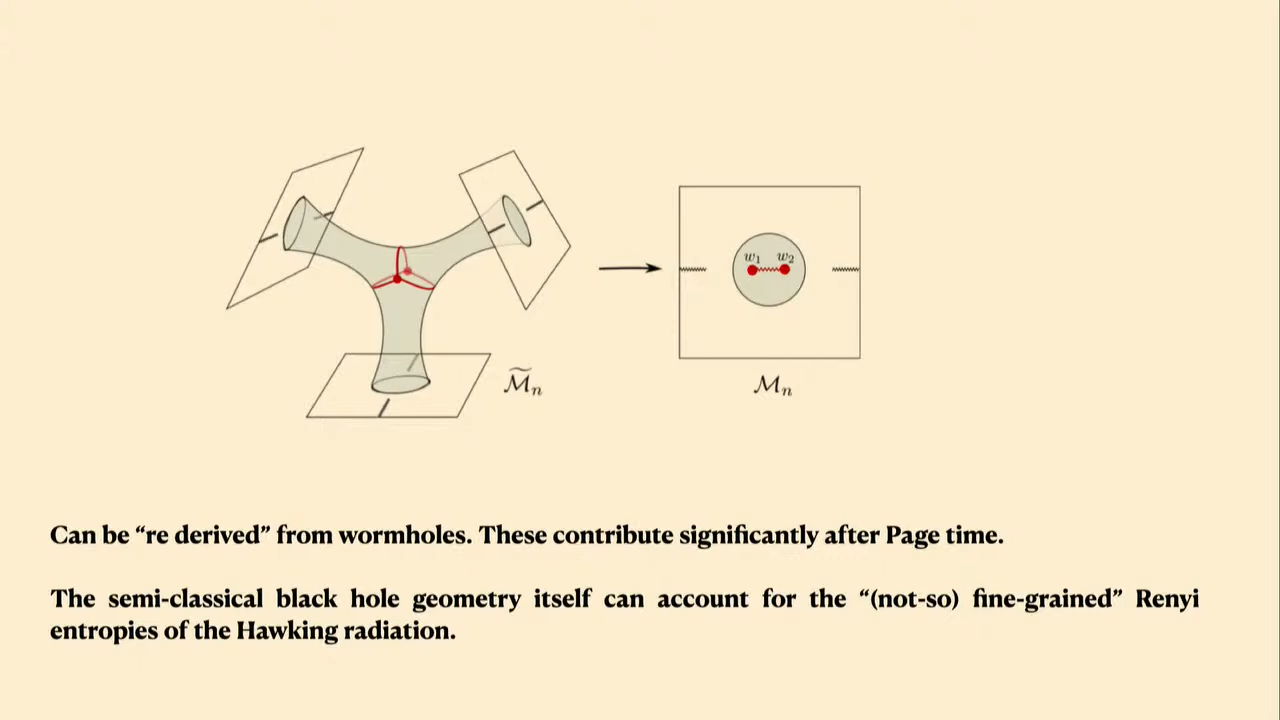 w₁ w₂
M̃ₙ
Mₙ
Can be “re derived” from wormholes. These contribute significantly after Page time.
The semi-classical black hole geometry itself can account for the “(not-so) fine-grained” Renyi
entropies of the Hawking radiation.